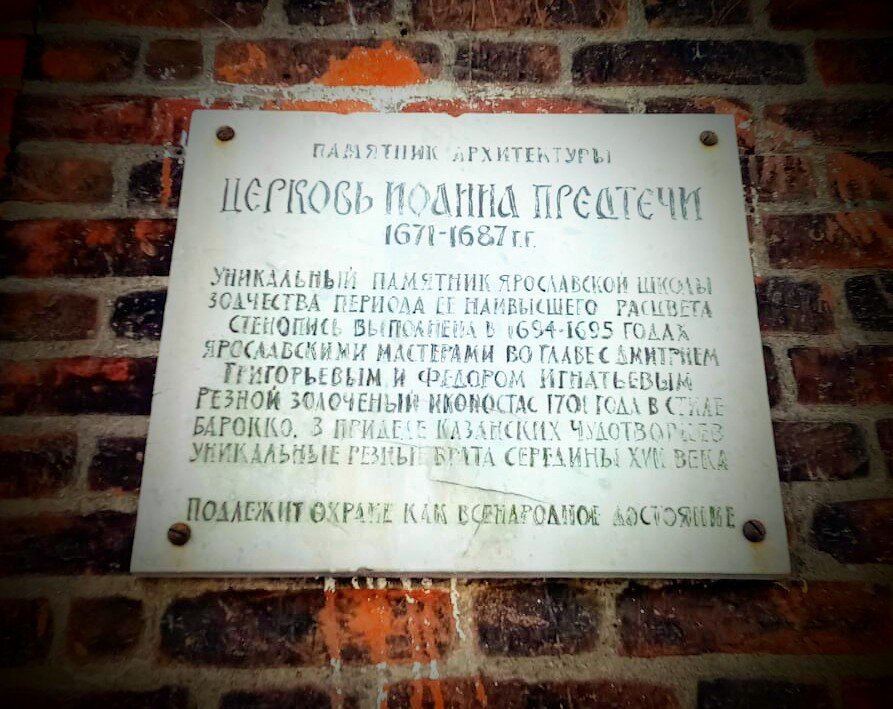 ПАМЯТНИК АРХИТЕКТУРЫ
ЦЕРКОВЬ ИОАННА ПРЕДТЕЧИ
1671-1687 г.г.
УНИКАЛЬНЫЙ ПАМЯТНИК ЯРОСЛАВСКОЙ ШКОЛЫ
ЗОДЧЕСТВА ПЕРИОДА ЕЕ НАИВЫСШЕГО РАСЦВЕТА
СТЕНОПИСЬ ВЫПОЛНЕНА В 1694-1695 ГОДАХ
ЯРОСЛАВСКИМИ МАСТЕРАМИ ВО ГЛАВЕ С ДМИТРИЕМ
ГРИГОРЬЕВЫМ И ФЕДОРОМ ИГНАТЬЕВЫМ
РЕЗНОЙ ЗОЛОЧЕНЫЙ ИКОНОСТАС 1701 ГОДА В СТИЛЕ
БАРОККО. З ПРИДЕЛЕ КАЗАНСКИХ ЧУДОТВОРЦЕВ
УНИКАЛЬНЫЕ РЕЗНЫЕ ВРАТА СЕРЕДИНЫ XVII ВЕКА
ПОДЛЕЖИТ ОХРАНЕ КАК ВСЕНАРОДНОЕ ДОСТОЯНИЕ